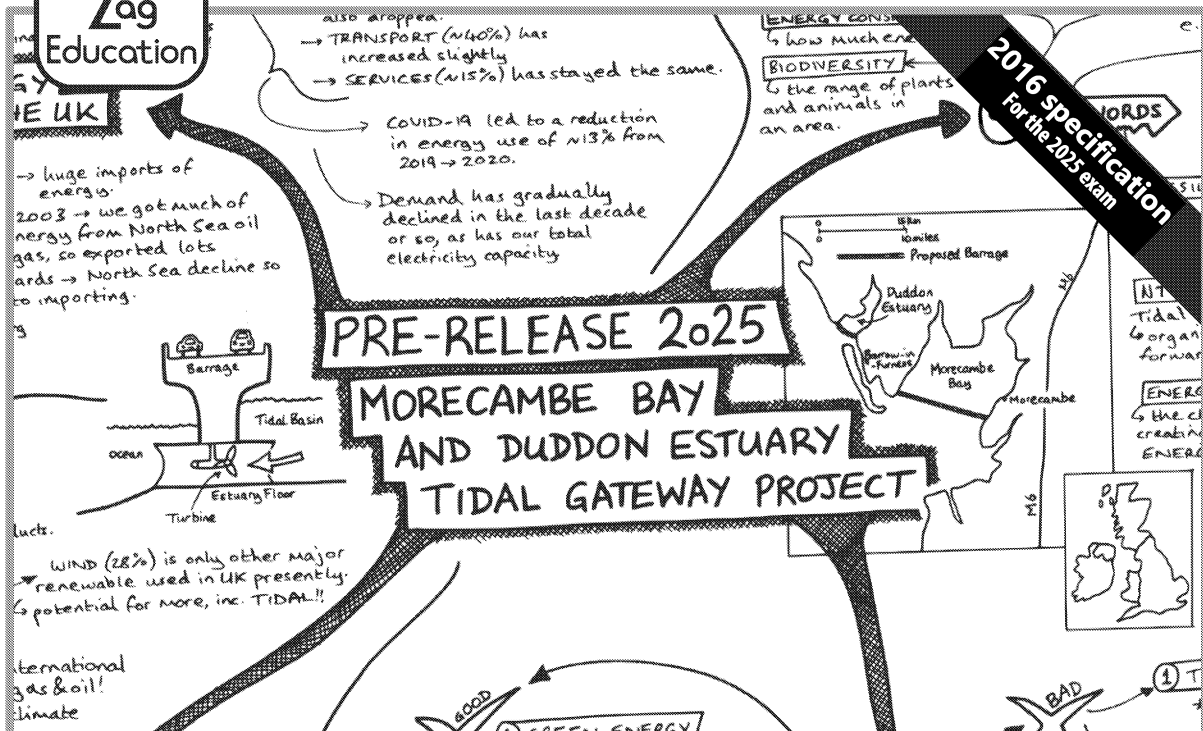 Zag
Education
also dropped.
→ TRANSPORT (~40%) has
increased slightly
→ SERVICES (~15%) has stayed the same.
COVID-19 led to a reduction
in energy use of ~13% from
2019 → 2020.
Demand has gradually
declined in the last decade
or so, as has our total
electricity capacity.
how much
BIODIVERSITY
the range of plants
and animals in
an area.
2016 specification
For the 2025 exam
UK
→ huge imports of
energy.
2003 → we got much of
from North Sea oil
gas, so exported lots
→ North Sea decline so
to importing.
Barrage
Tidal Basin
Ocean
Estuary Floor
Turbine
PRE-RELEASE 2025
MORECAMBE BAY
AND DUDDON ESTUARY
TIDAL GATEWAY PROJECT
0 15km
0 10miles
Proposed Barrage
Duddon
Estuary
Barrow-in
-Furness
Morecambe
Bay
Morecambe
M6
M6
Tidal
WIND (28%) is only other major
renewable used in UK presently.
potential for more, inc. TIDAL!!
gas & oil!
GOOD
GREEN ENERGY
BAD
1